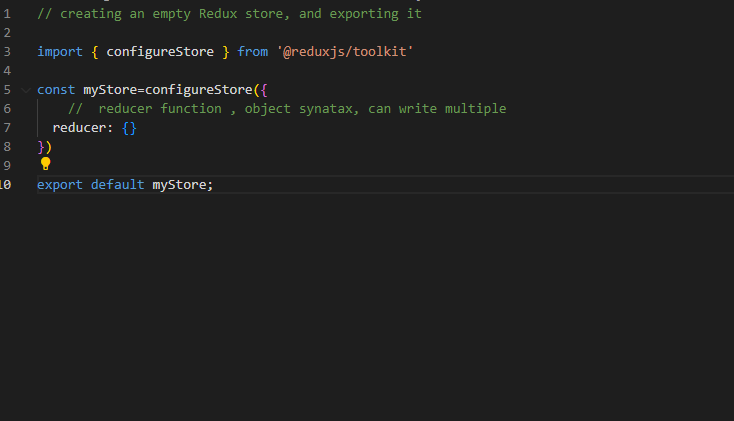 1 // creating an empty Redux store, and exporting it
2
3 import { configureStore } from '@reduxjs/toolkit'
4
5 const myStore=configureStore({
6 //  reducer function , object synatax, can write multiple
7 reducer: {}
8 })
9
10 export default myStore;